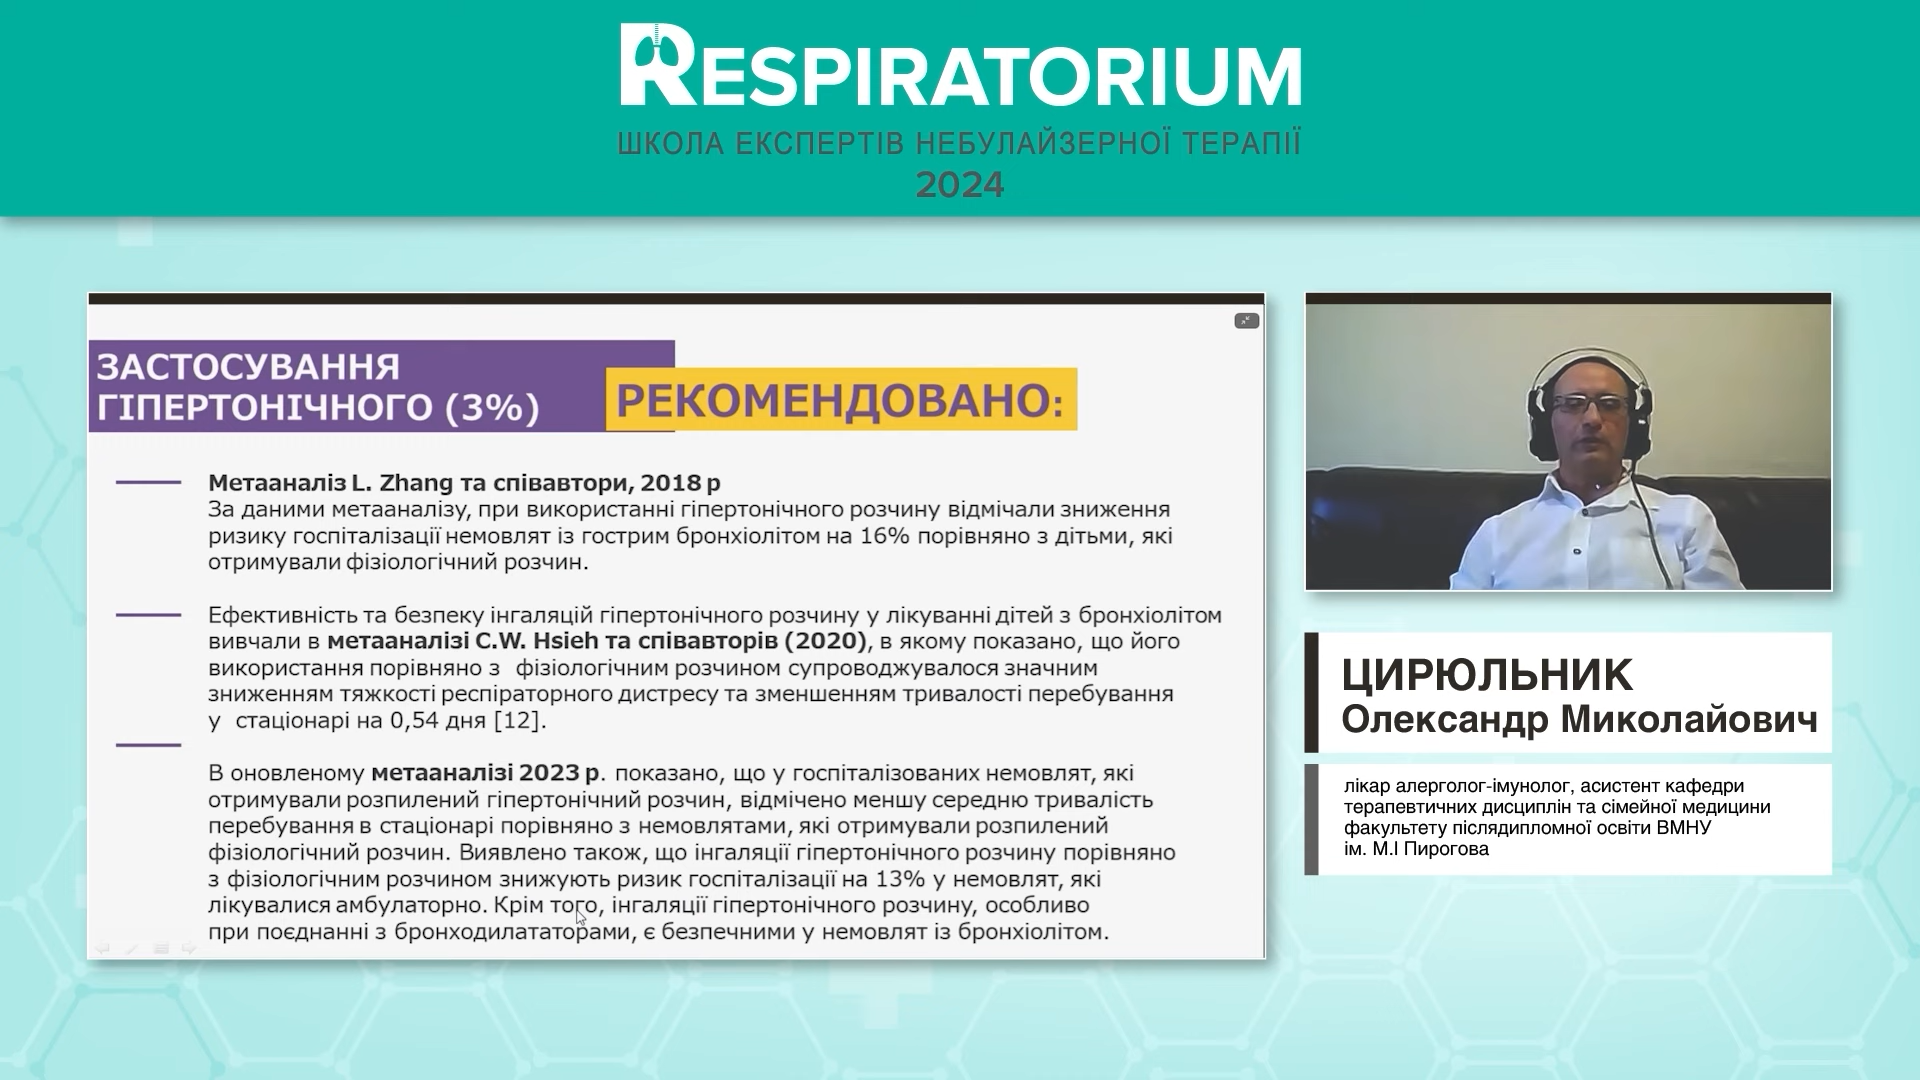 RESPIRATORIUM
ШКОЛА ЕКСПЕРТІВ НЕБУЛАЙЗЕРНОЇ ТЕРАПІЇ
2024
ЗАСТОСУВАННЯ
ГІПЕРТОНІЧНОГО (3%)
РЕКОМЕНДОВАНО:
Метааналіз L. Zhang та співавтори, 2018 р
За даними метааналізу, при використанні гіпертонічного розчину відмічали зниження
ризику госпіталізації немовлят із гострим бронхіолітом на 16% порівняно з дітьми, які
отримували фізіологічний розчин.
Ефективність та безпеку інгаляцій гіпертонічного розчину у лікуванні дітей з бронхіолітом
вивчали в метааналізі C.W. Hsieh та співавторів (2020), в якому показано, що його
використання порівняно з фізіологічним розчином супроводжувалося значним
зниженням тяжкості респіраторного дистресу та зменшенням тривалості перебування
у стаціонарі на 0,54 дня [12].
В оновленому метааналізі 2023 р. показано, що у госпіталізованих немовлят, які
отримували розпилений гіпертонічний розчин, відмічено меншу середню тривалість
перебування в стаціонарі порівняно з немовлятами, які отримували розпилений
фізіологічний розчин. Виявлено також, що інгаляції гіпертонічного розчину порівняно
з фізіологічним розчином знижують ризик госпіталізації на 13% у немовлят, які
лікувалися амбулаторно. Крім того, інгаляції гіпертонічного розчину, особливо
при поєднанні з бронходилататорами, є безпечними у немовлят із бронхіолітом.
ЦИРЮЛЬНИК
Олександр Миколайович
лікар алерголог-імунолог, асистент кафедри
терапевтичних дисциплін та сімейної медицини
факультету післядипломної освіти ВМНУ
ім. М.І Пирогова